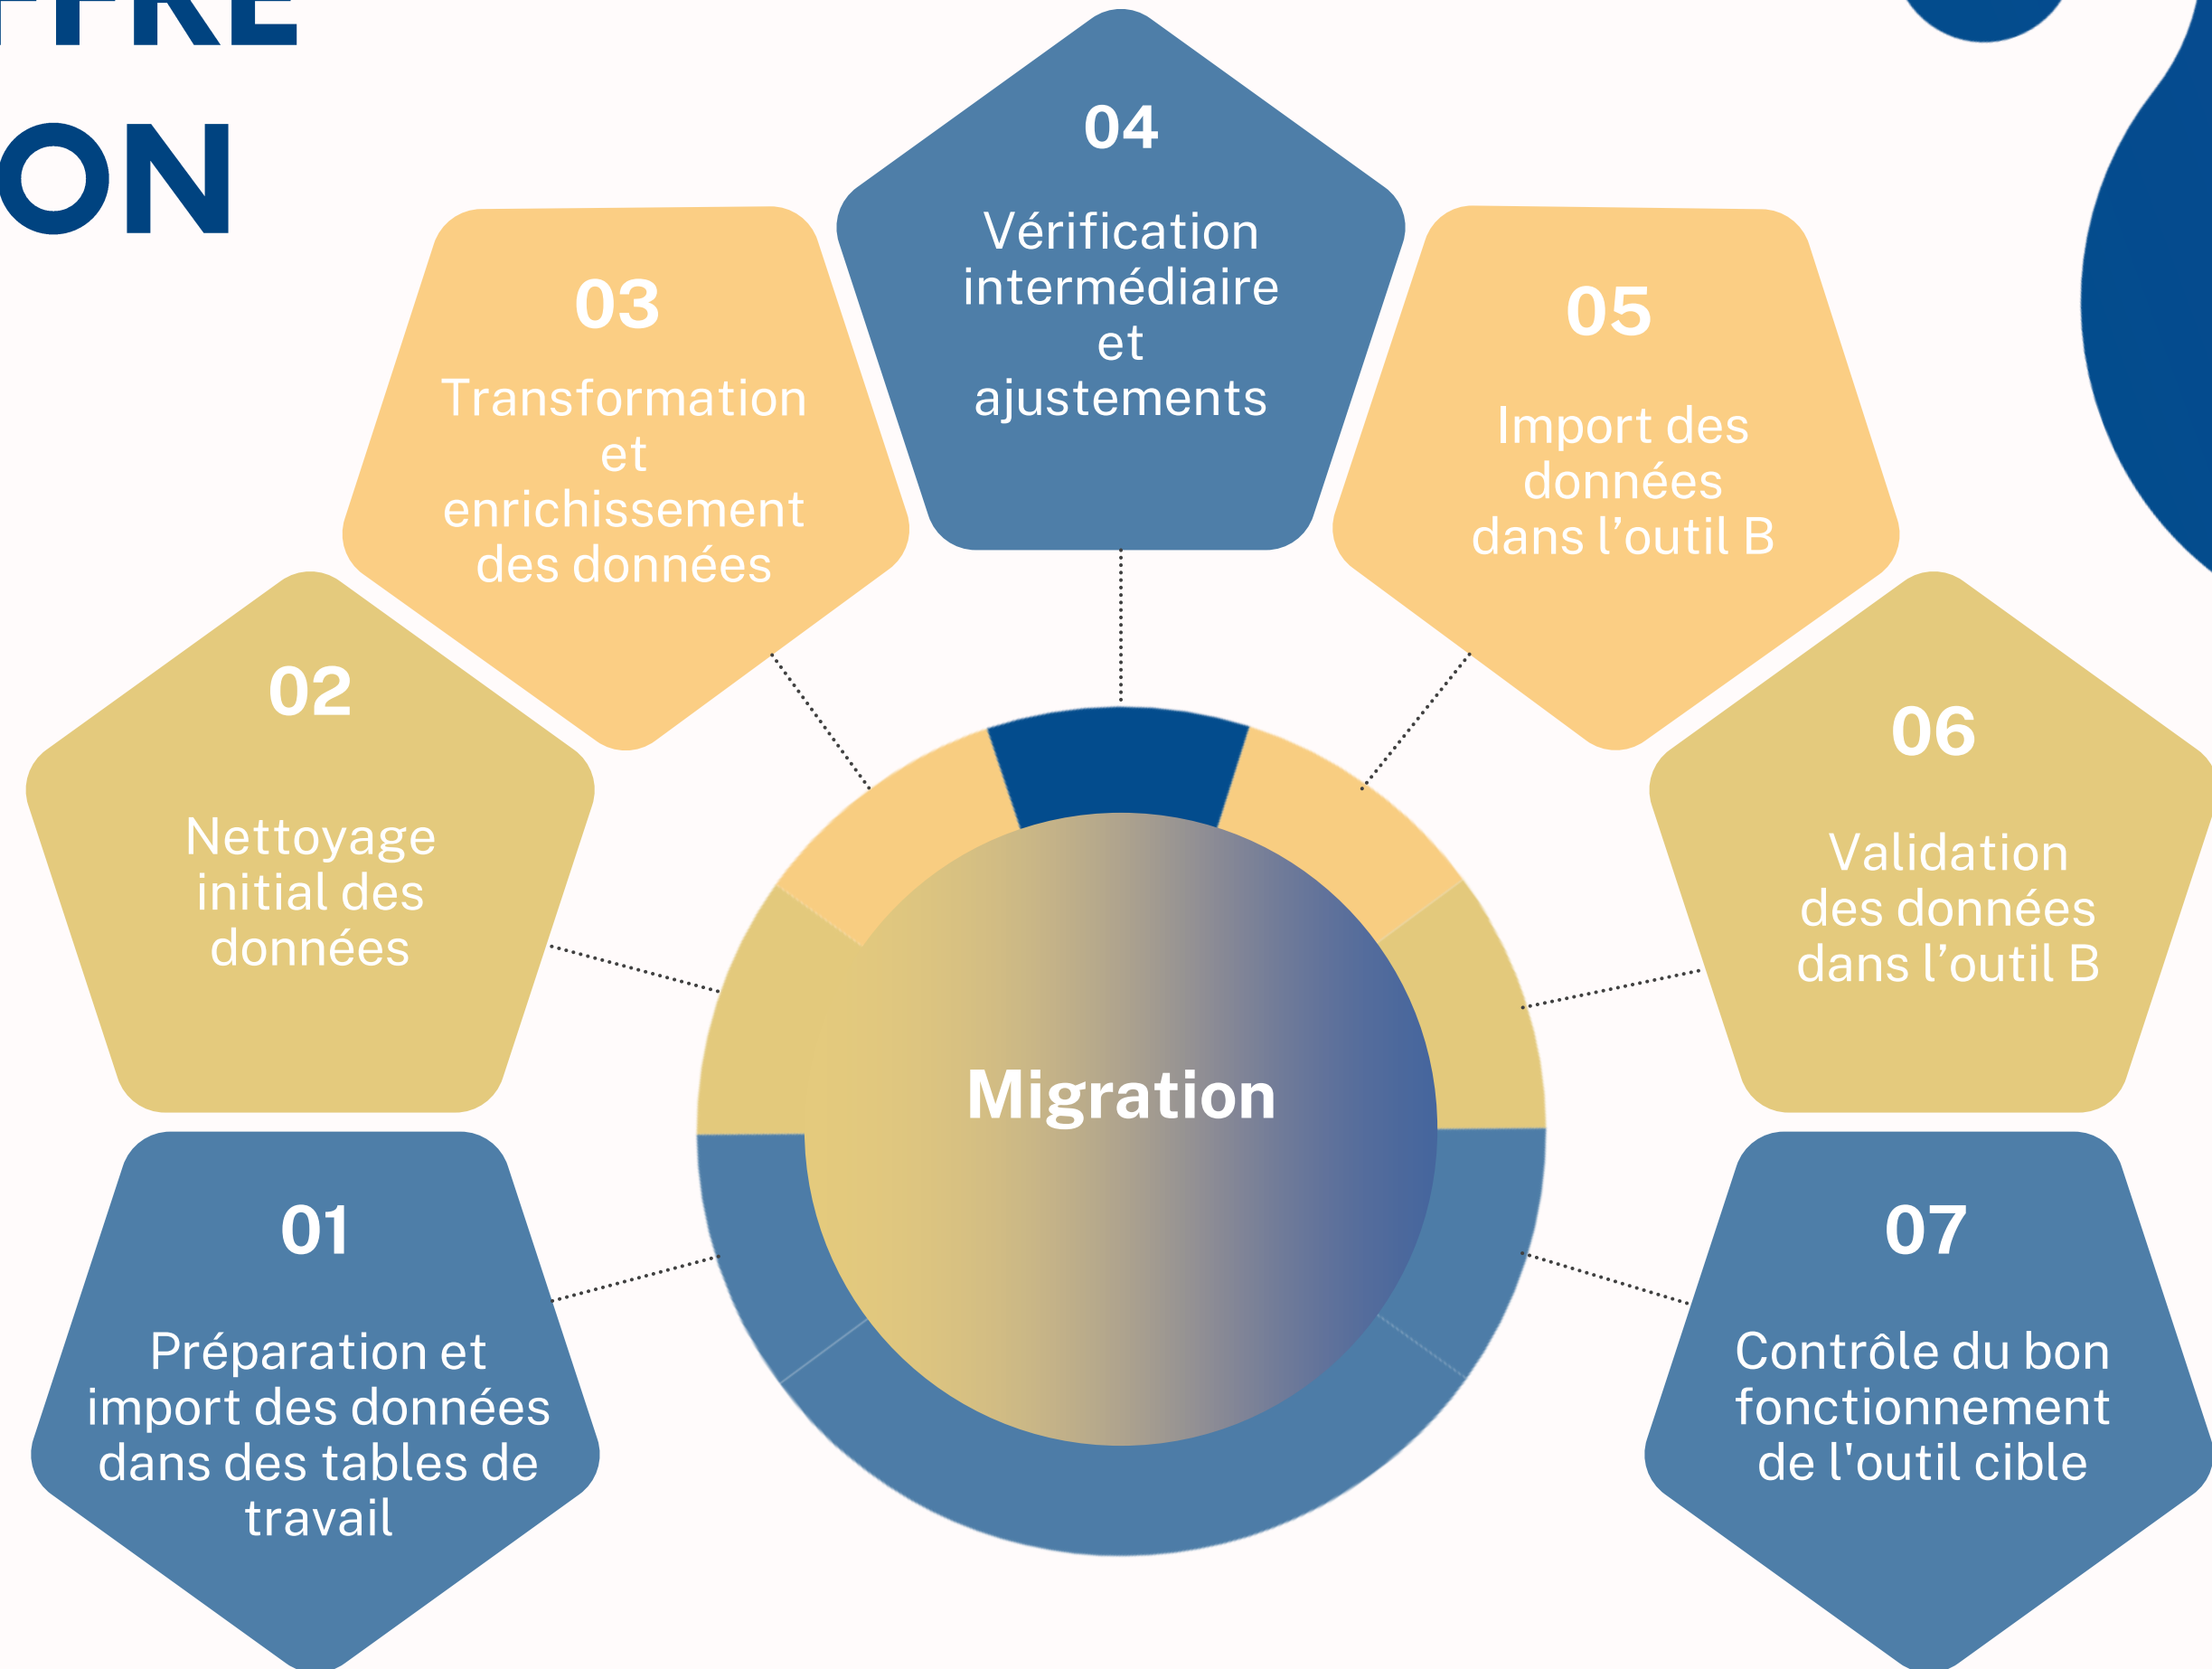 ON
01
Préparation et
import des données
dans des tables de
travail
02
Nettoyage
initial des
données
03
Transformation
et
enrichissement
des données
04
Vérification
intermédiaire
et
ajustements
05
Import des
données
dans l’outil B
06
Validation
des données
dans l’outil B
07
Contrôle du bon
fonctionnement
de l'outil cible
Migration